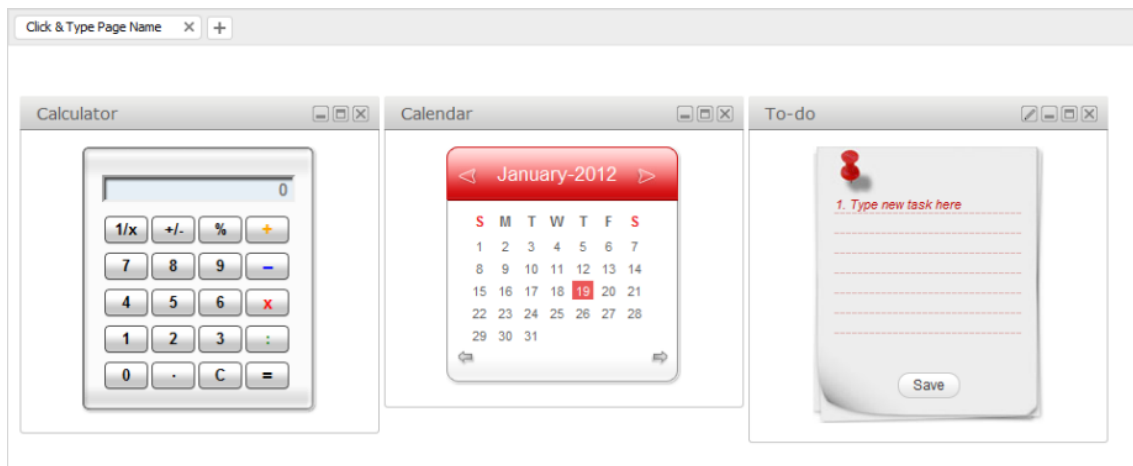 Click & Type Page Name
Calculator
0
1/x +/- % +
7 8 9 –
4 5 6 x
1 2 3 :
0 . C =
Calendar
January-2012
S M T W T F S
1 2 3 4 5 6 7
8 9 10 11 12 13 14
15 16 17 18 19 20 21
22 23 24 25 26 27 28
29 30 31
To-do
1. Type new task here
Save